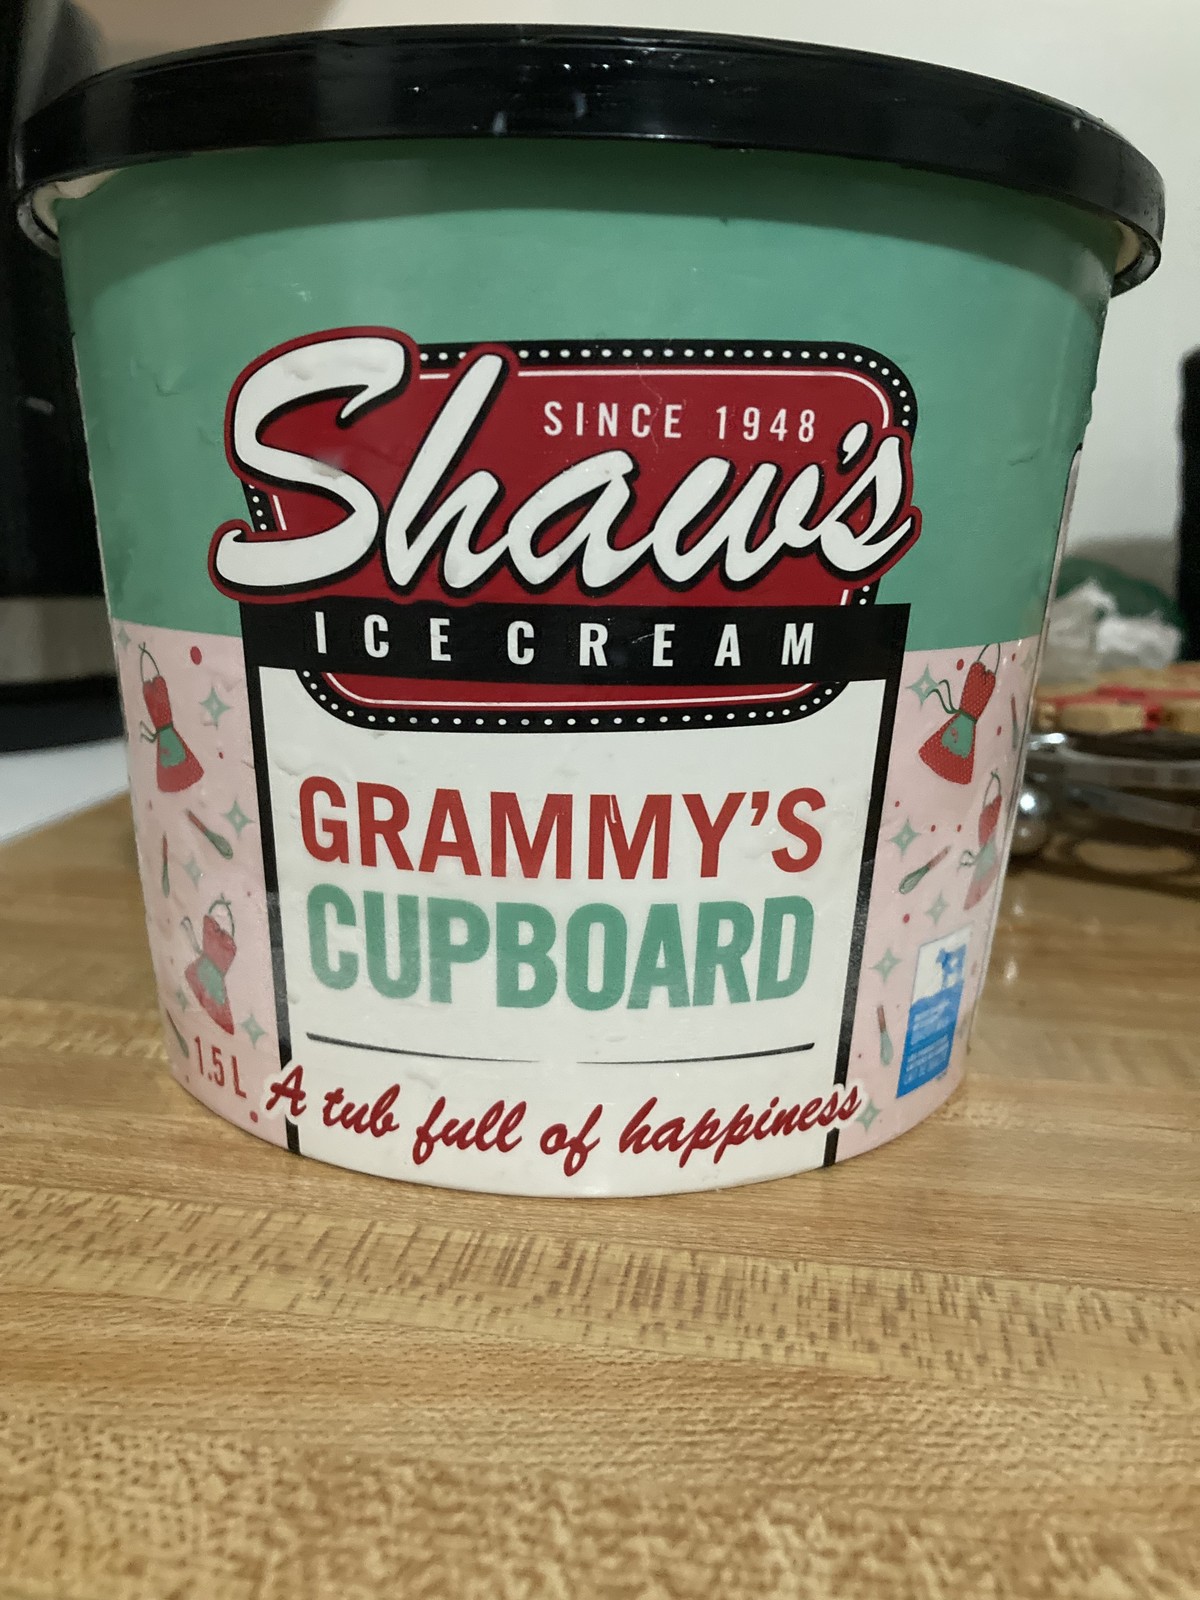 SINCE 1948
Shaw's
ICE CREAM
GRAMMY'S
CUPBOARD
1.5 L
A tub full of happiness